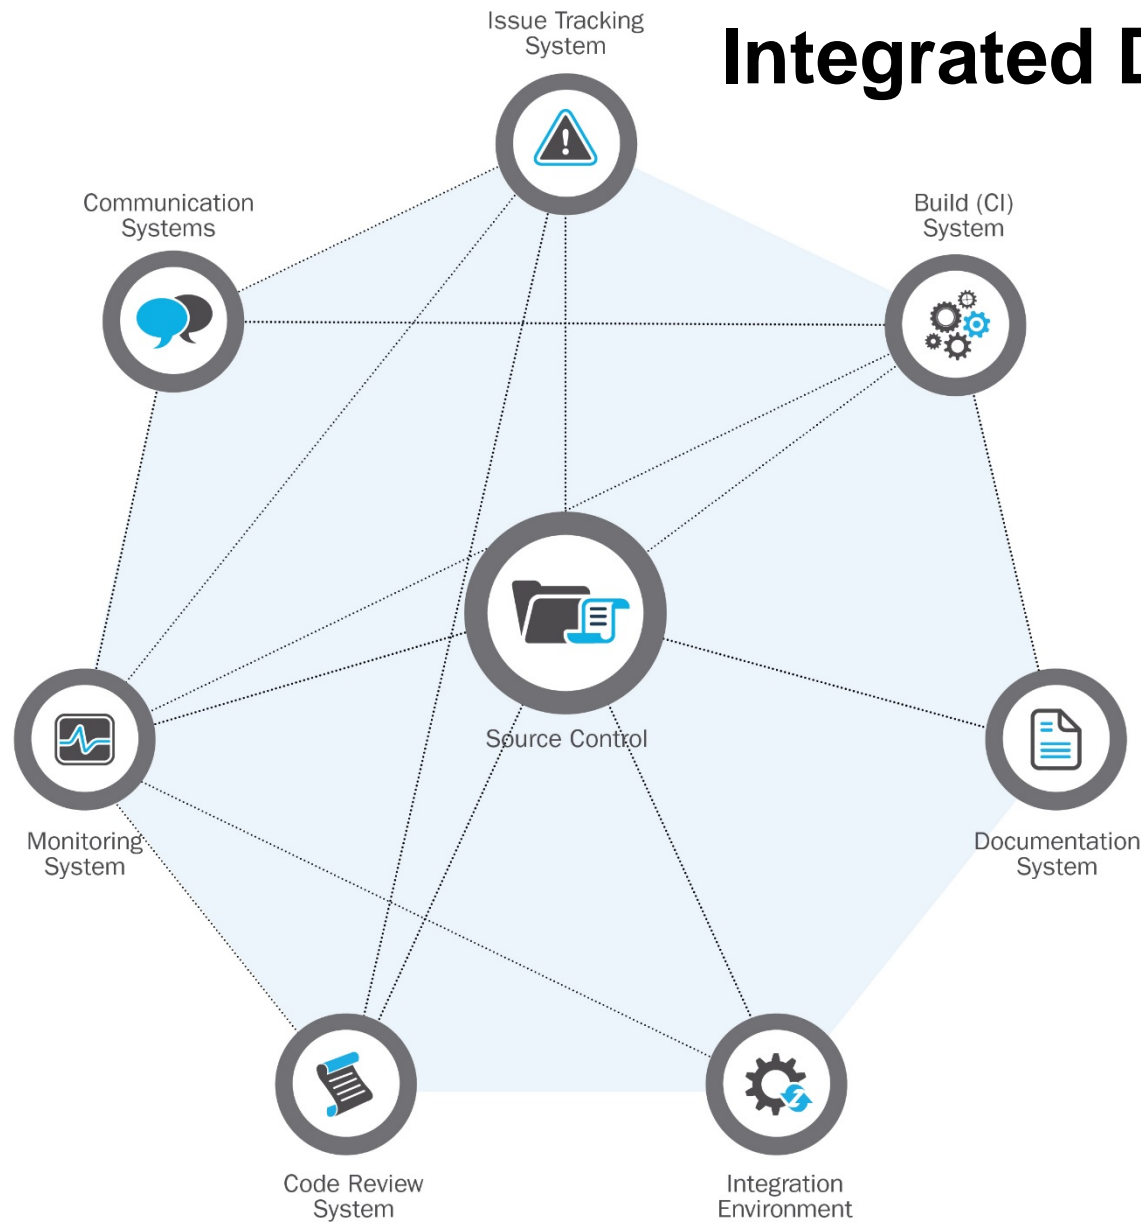 Issue Tracking
System
Integrated D
Communication
Systems
Build (CI)
System
Source Control
Monitoring
System
Documentation
System
Code Review
System
Integration
Environment